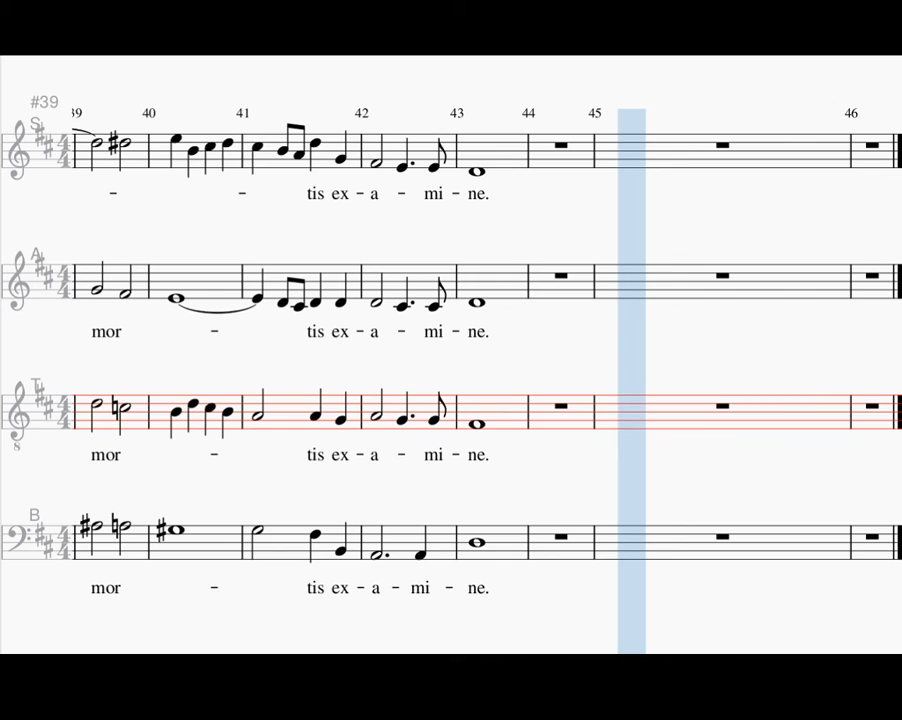 #39
39 40 41 42 43 44 45 46
S
- - tis ex - a - mi - ne.
A
mor - tis ex - a - mi - ne.
T
8
mor - tis ex - a - mi - ne.
B
mor - tis ex - a - mi - ne.